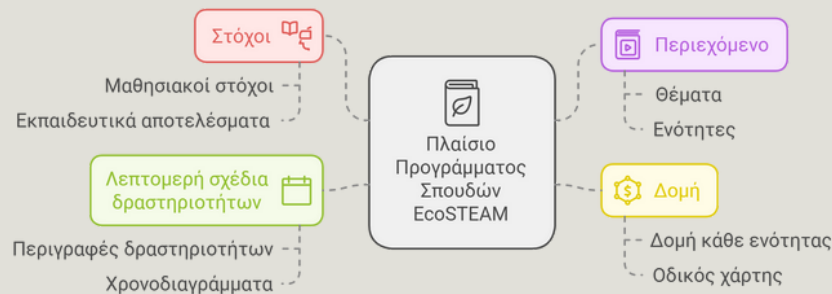 Στόχοι
Μαθησιακοί στόχοι
Εκπαιδευτικά αποτελέσματα
Λεπτομερή σχέδια
δραστηριοτήτων
Περιγραφές δραστηριοτήτων
Χρονοδιαγράμματα
Πλαίσιο
Προγράμματος
Σπουδών
EcoSTEAM
Περιεχόμενο
Θέματα
Ενότητες
$ Δομή
Δομή κάθε ενότητας
Οδικός χάρτης